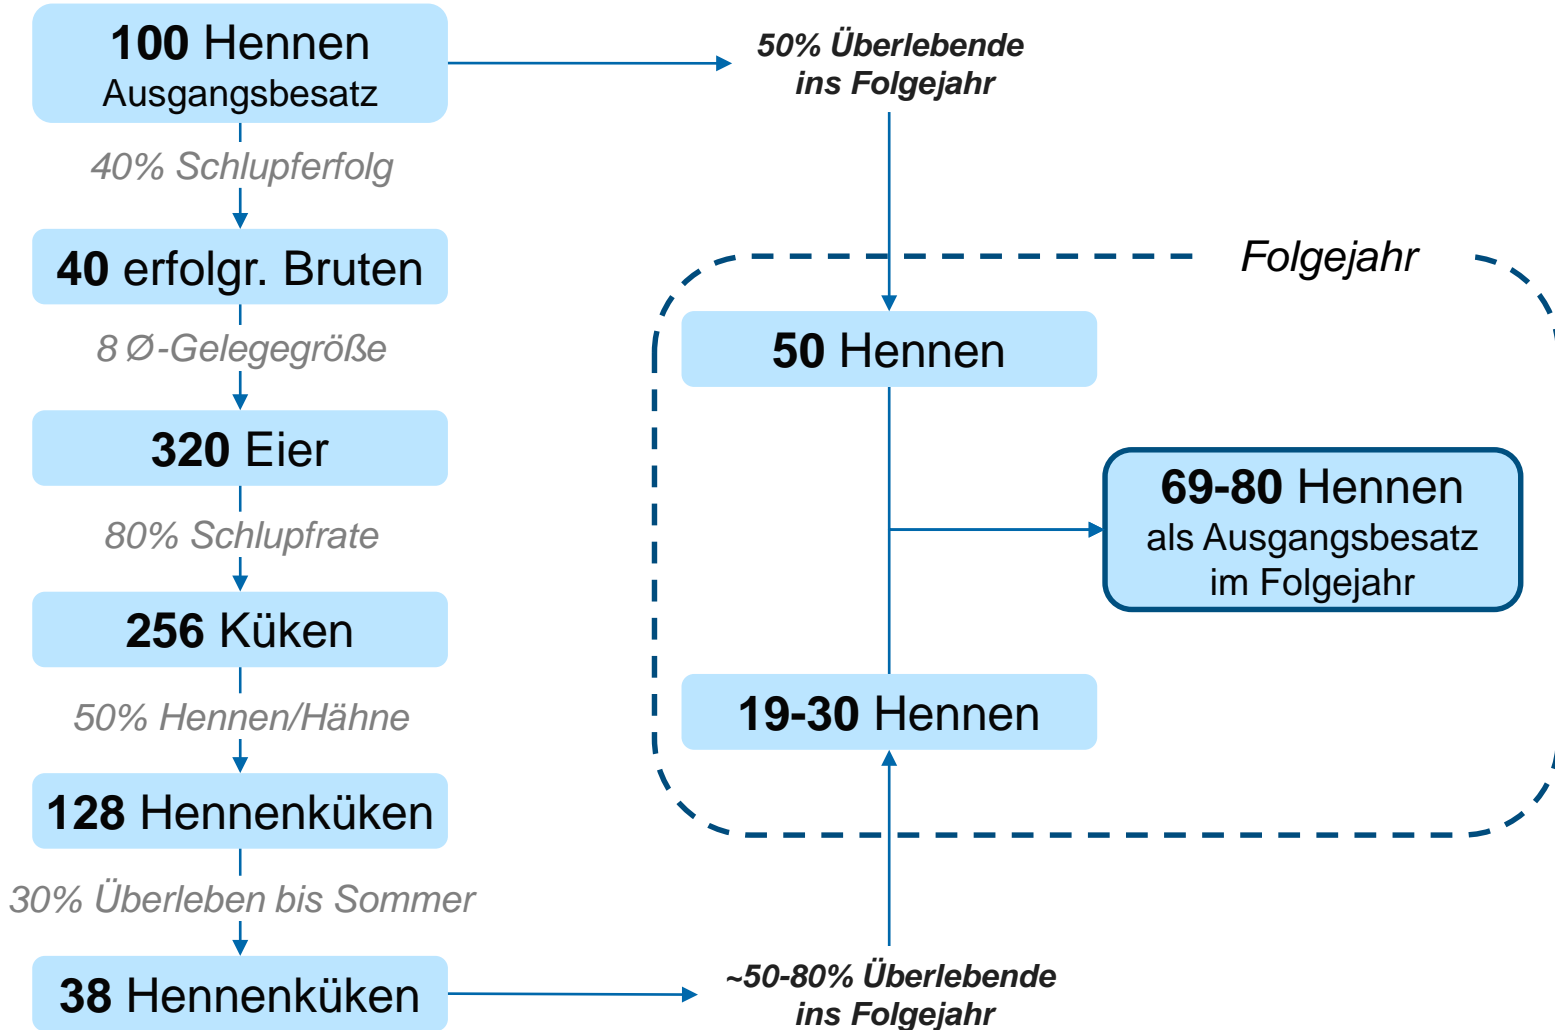 100 Hennen
Ausgangsbesatz
40% Schlupferfolg
40 erfolgr. Bruten
8 Ø-Gelegegröße
320 Eier
80% Schlupfrate
256 Küken
50% Hennen/Hähne
128 Hennenküken
30% Überleben bis Sommer
38 Hennenküken
50% Überlebende
ins Folgejahr
Folgejahr
50 Hennen
69-80 Hennen
als Ausgangsbesatz
im Folgejahr
19-30 Hennen
~50-80% Überlebende
ins Folgejahr